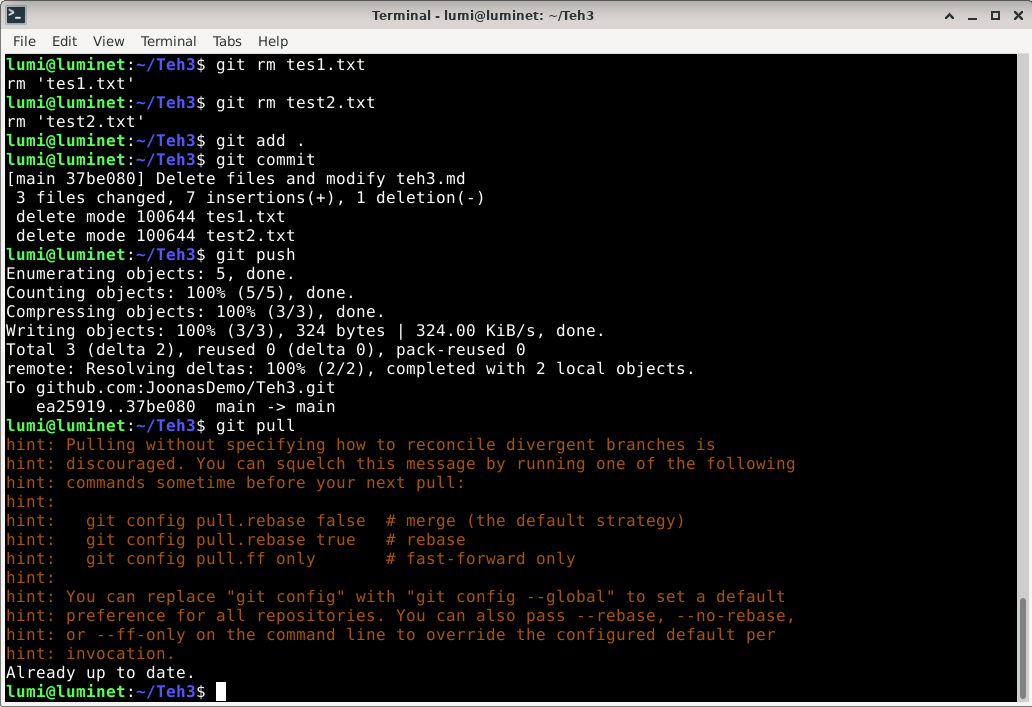 Terminal - lumi@luminet: ~/Teh3
File Edit View Terminal Tabs Help
lumi@luminet:~/Teh3$ git rm tes1.txt
rm 'tes1.txt'
lumi@luminet:~/Teh3$ git rm test2.txt
rm 'test2.txt'
lumi@luminet:~/Teh3$ git add .
lumi@luminet:~/Teh3$ git commit
[main 37be080] Delete files and modify teh3.md
 3 files changed, 7 insertions(+), 1 deletion(-)
 delete mode 100644 tes1.txt
 delete mode 100644 test2.txt
lumi@luminet:~/Teh3$ git push
Enumerating objects: 5, done.
Counting objects: 100% (5/5), done.
Compressing objects: 100% (3/3), done.
Writing objects: 100% (3/3), 324 bytes | 324.00 KiB/s, done.
Total 3 (delta 2), reused 0 (delta 0), pack-reused 0
remote: Resolving deltas: 100% (2/2), completed with 2 local objects.
To github.com:JoonasDemo/Teh3.git
   ea25919..37be080  main -> main
lumi@luminet:~/Teh3$ git pull
hint: Pulling without specifying how to reconcile divergent branches is
hint: discouraged. You can squelch this message by running one of the following
hint: commands sometime before your next pull:
hint:
hint:   git config pull.rebase false  # merge (the default strategy)
hint:   git config pull.rebase true   # rebase
hint:   git config pull.ff only       # fast-forward only
hint:
hint: You can replace "git config" with "git config --global" to set a default
hint: preference for all repositories. You can also pass --rebase, --no-rebase,
hint: or --ff-only on the command line to override the configured default per
hint: invocation.
Already up to date.
lumi@luminet:~/Teh3$